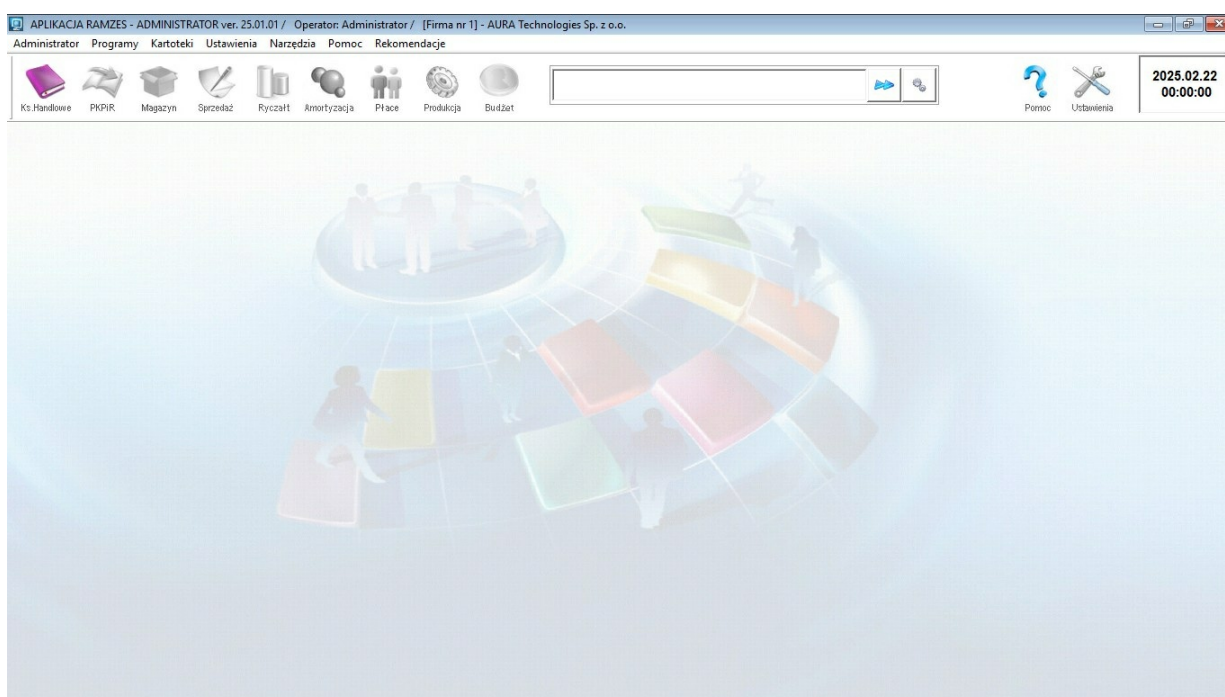 APLIKACJA RAMZES - ADMINISTRATOR ver. 25.01.01 / Operator: Administrator / [Firma nr 1] - AURA Technologies Sp. z o.o.
Administrator Programy Kartoteki Ustawienia Narzędzia Pomoc Rekomendacje
Ks.Handlowe PKPiR Magazyn Sprzedaż Ryczałt Amortyzacja Płace Produkcja Budżet Pomoc Ustawienia
2025.02.22
00:00:00